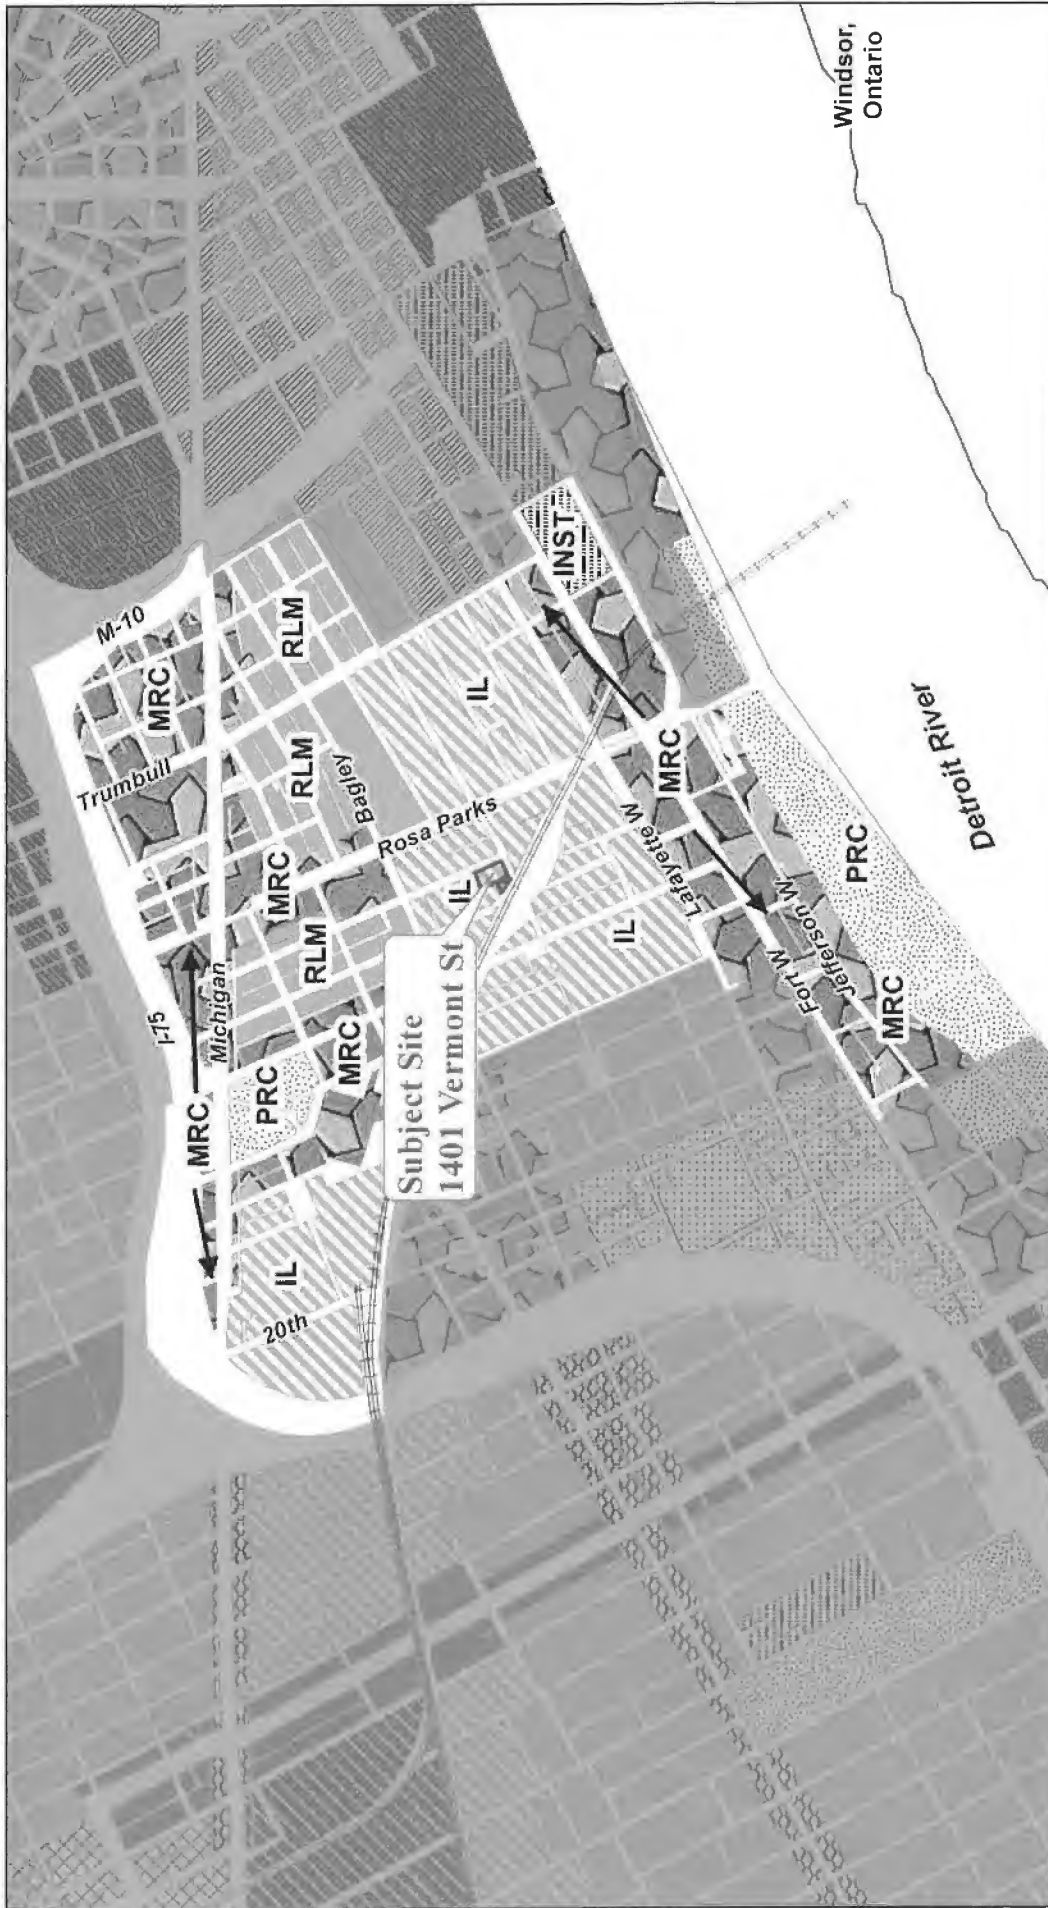 M-10
MRC
Trumbull
RLM
I-75
MRC
Michigan
MRC
RLM
Bagley
Rosa Parks
RLM
MRC
PRC
MRC
IL
20th
IL
IL
IL
INST
Lafayette W
MRC
Fort W
Jefferson W
MRC
PRC
Detroit River
Windsor,
Ontario
Subject Site
1401 Vermont St